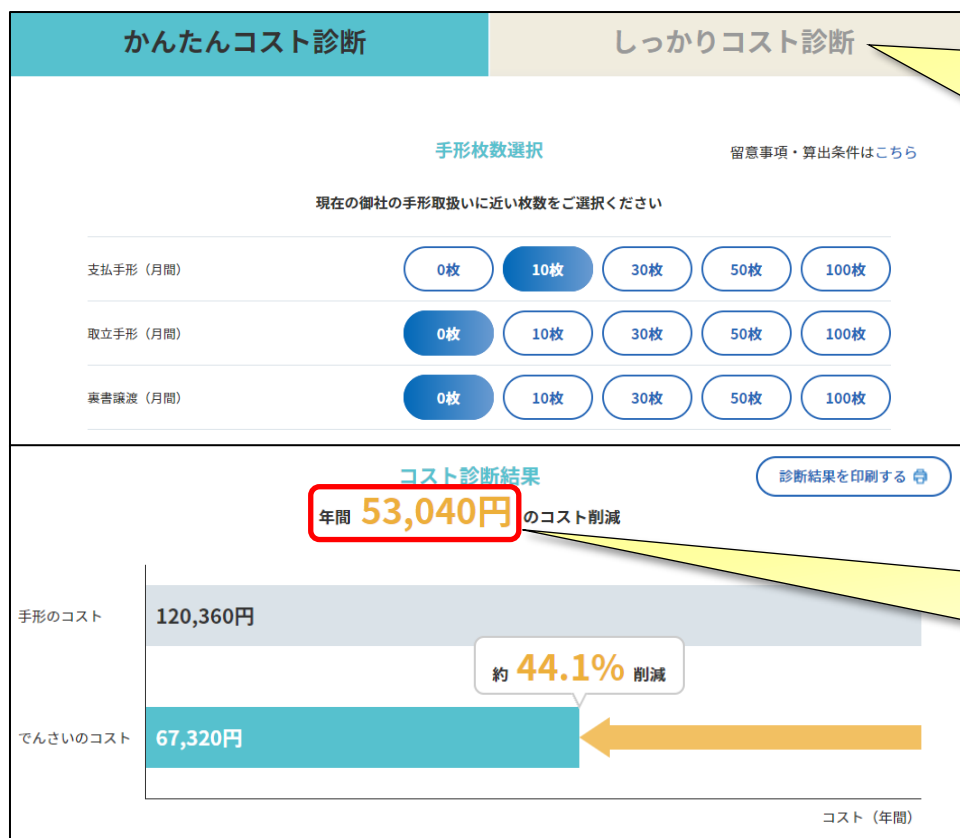 かんたんコスト診断
しっかりコスト診断
手形枚数選択
留意事項・算出条件はこちら
現在の御社の手形取扱いに近い枚数をご選択ください
支払手形（月間） 0枚 10枚 30枚 50枚 100枚
取立手形（月間） 0枚 10枚 30枚 50枚 100枚
裏書譲渡（月間） 0枚 10枚 30枚 50枚 100枚
コスト診断結果
診断結果を印刷する
年間 53,040円 のコスト削減
手形のコスト 120,360円
約 44.1% 削減
でんさいのコスト 67,320円
コスト（年間）